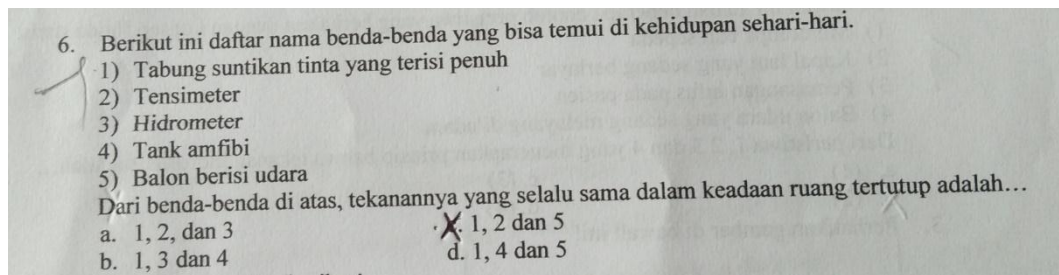 6. Berikut ini daftar nama benda-benda yang bisa temui di kehidupan sehari-hari.
1) Tabung suntikan tinta yang terisi penuh
2) Tensimeter
3) Hidrometer
4) Tank amfibi
5) Balon berisi udara
Dari benda-benda di atas, tekanannya yang selalu sama dalam keadaan ruang tertutup adalah…
a. 1, 2, dan 3
b. 1, 3 dan 4
1, 2 dan 5
d. 1, 4 dan 5